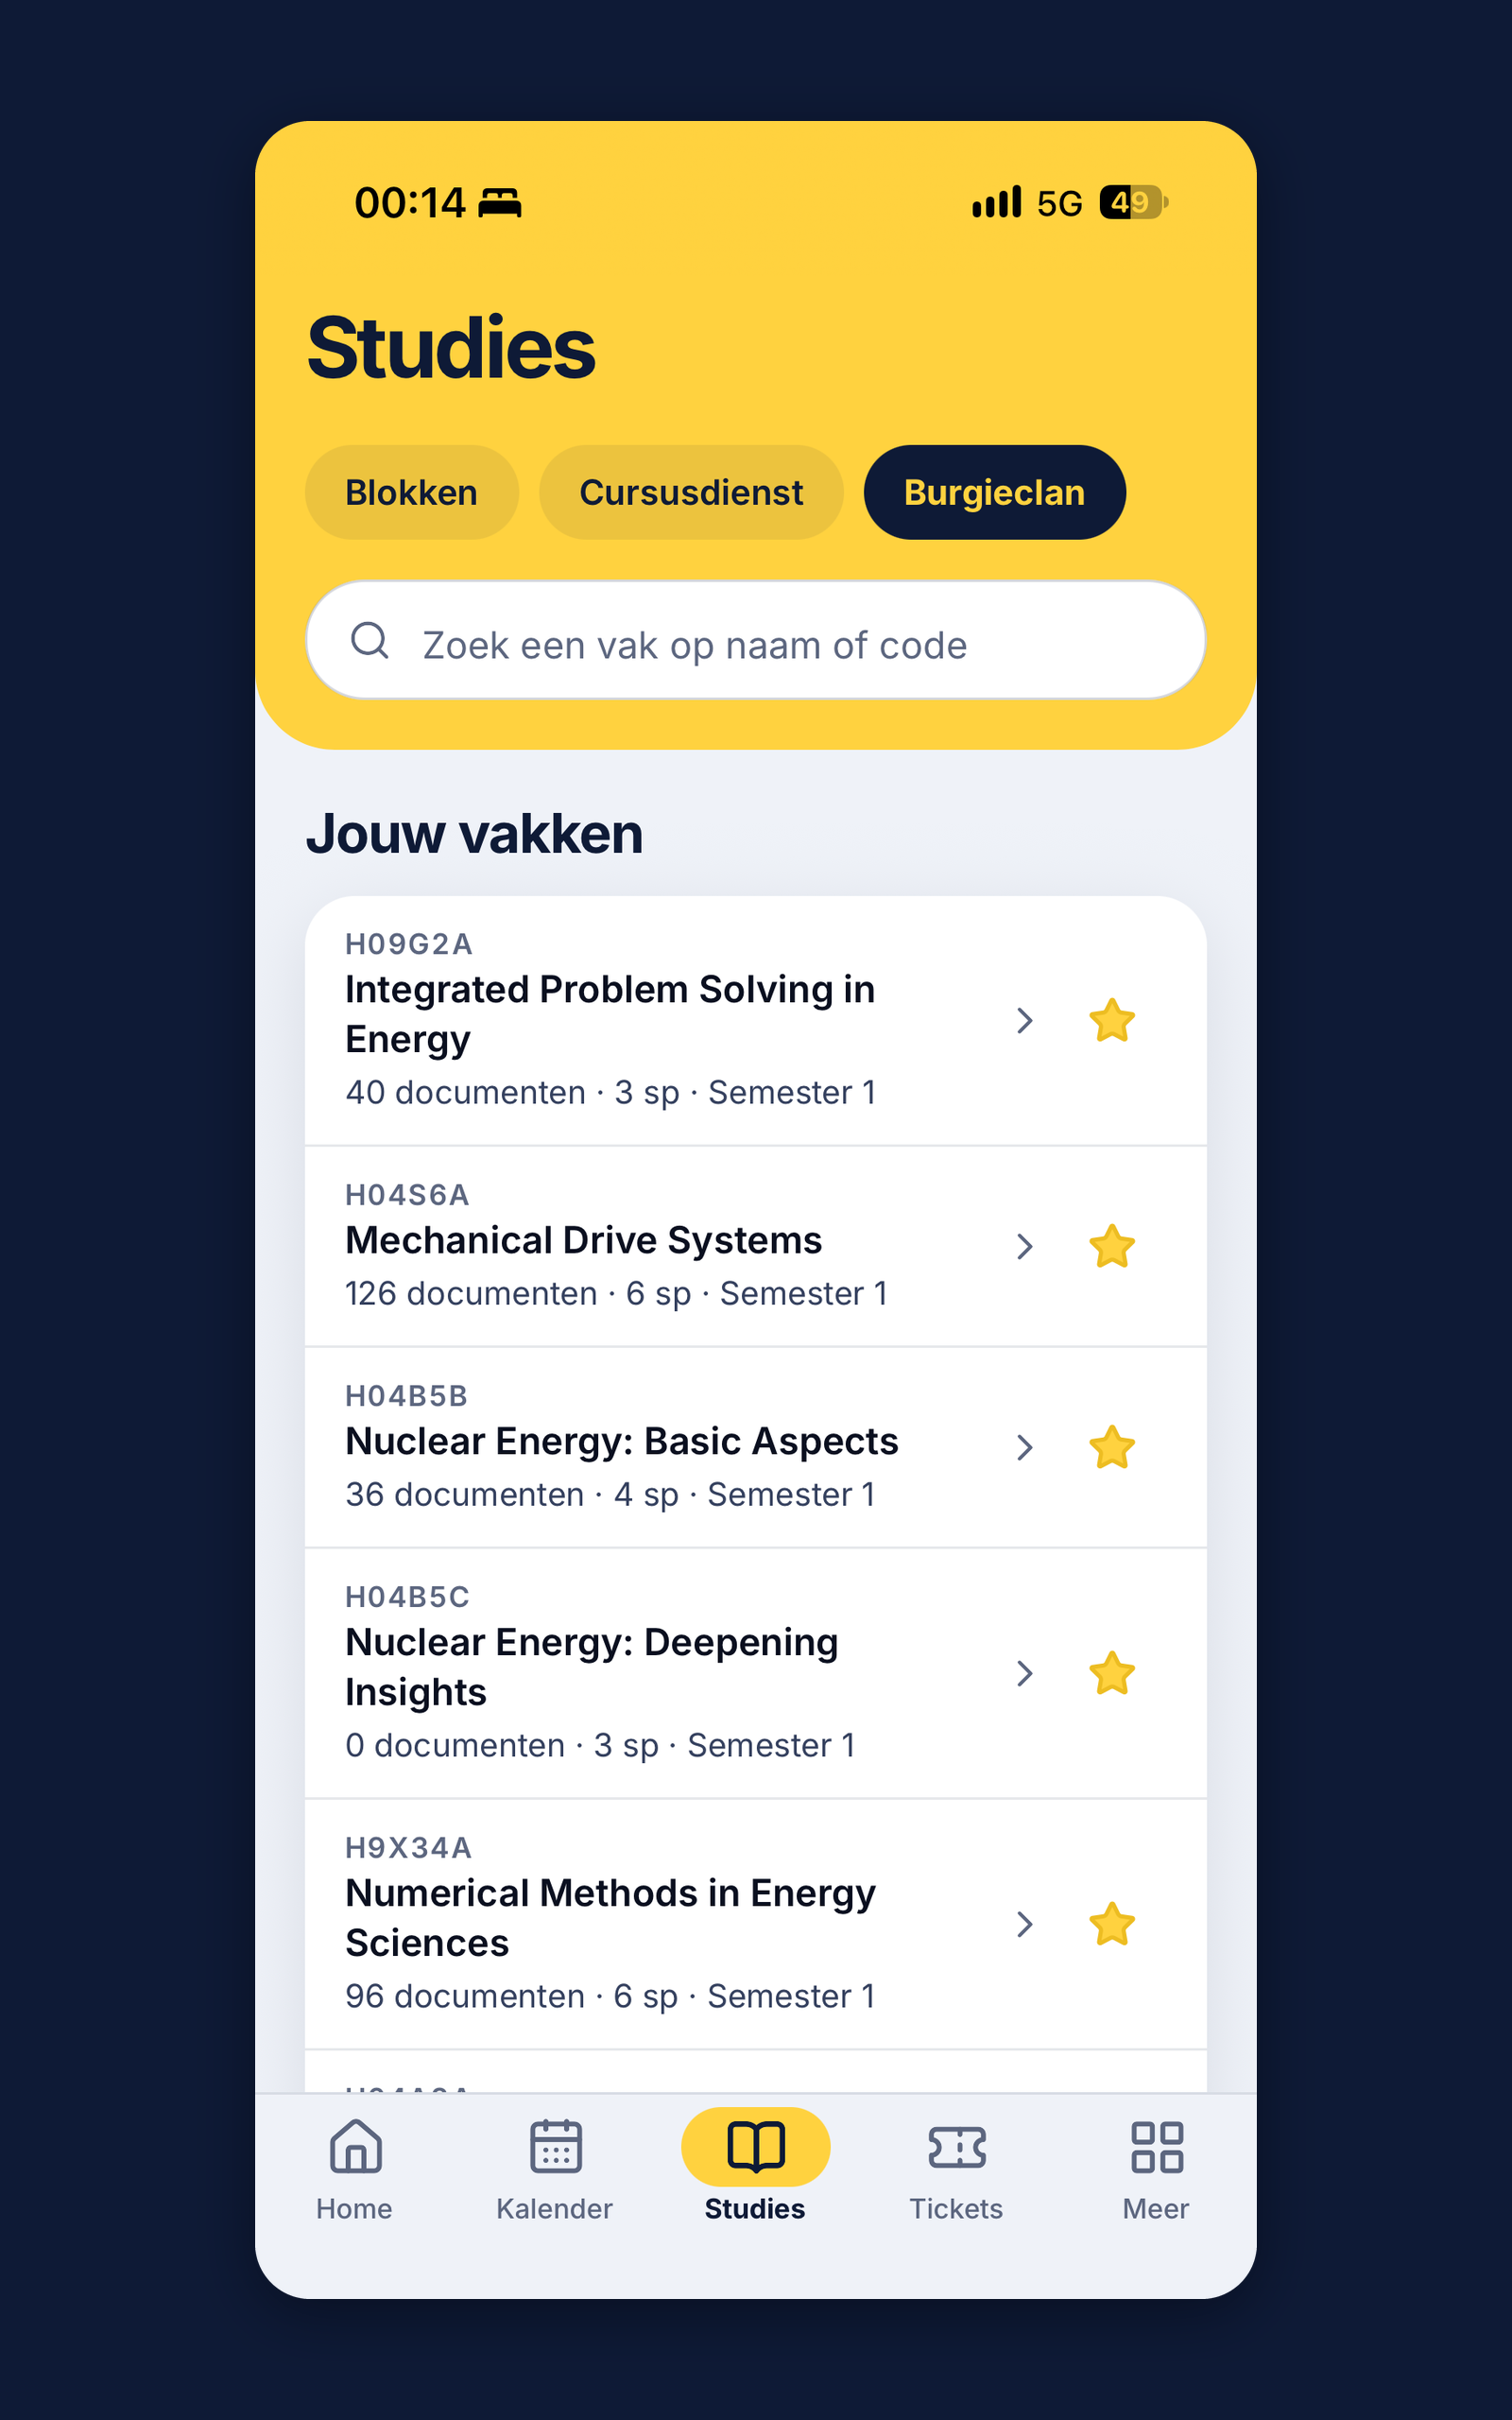 00:14 5G 49
Studies
Blokken Cursusdienst Burgieclan
Zoek een vak op naam of code
Jouw vakken
H09G2A
Integrated Problem Solving in
Energy
40 documenten · 3 sp · Semester 1
H04S6A
Mechanical Drive Systems
126 documenten · 6 sp · Semester 1
H04B5B
Nuclear Energy: Basic Aspects
36 documenten · 4 sp · Semester 1
H04B5C
Nuclear Energy: Deepening
Insights
0 documenten · 3 sp · Semester 1
H9X34A
Numerical Methods in Energy
Sciences
96 documenten · 6 sp · Semester 1
Home Kalender Studies Tickets Meer